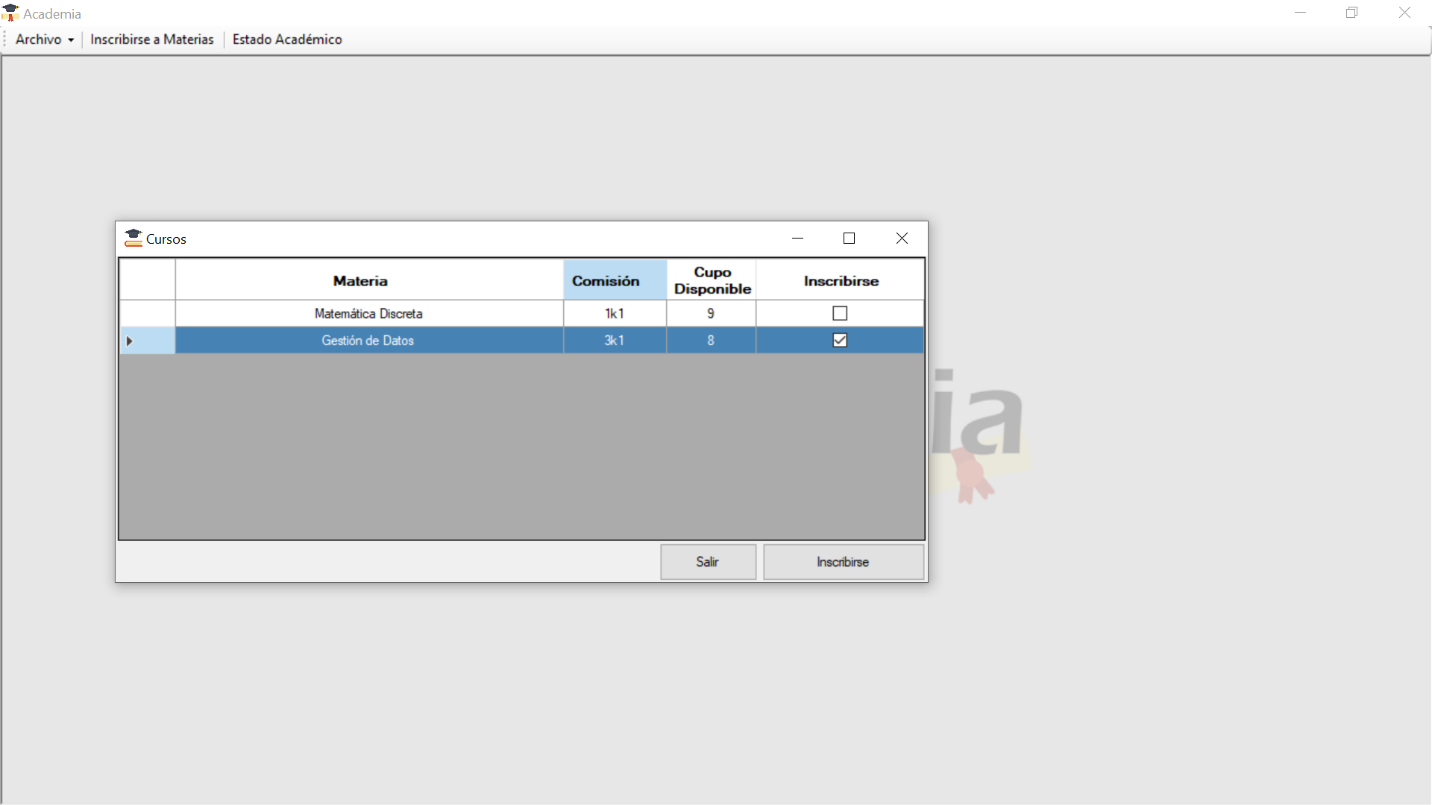 Academia
Archivo Inscribirse a Materias Estado Académico
Cursos
Materia Comisión Cupo Disponible Inscribirse
Matemática Discreta 1k1 9
Gestión de Datos 3k1 8
ia
Salir Inscribirse